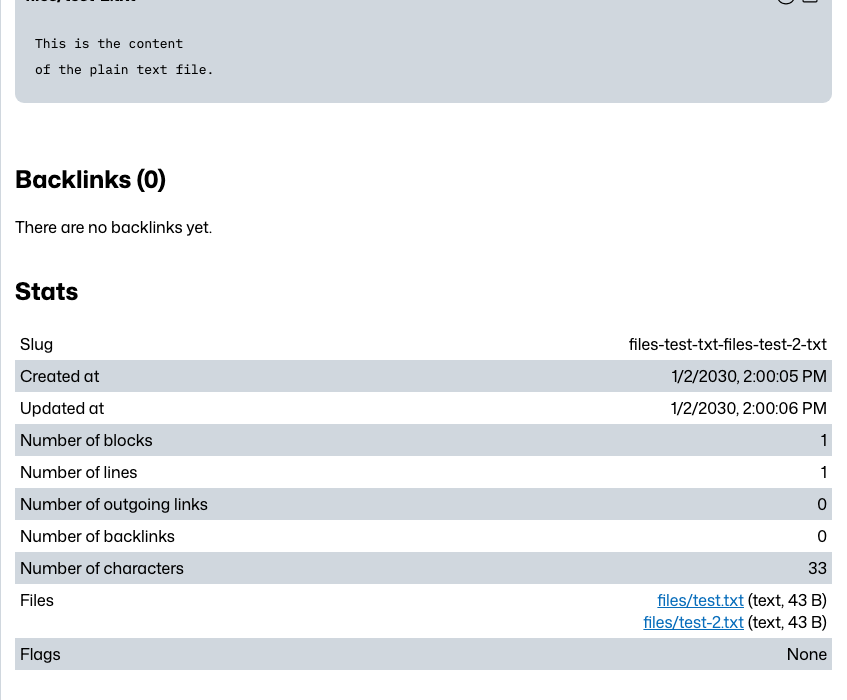 This is the content
of the plain text file.
Backlinks (0)
There are no backlinks yet.
Stats
Slug files-test-txt-files-test-2-txt
Created at 1/2/2030, 2:00:05 PM
Updated at 1/2/2030, 2:00:06 PM
Number of blocks 1
Number of lines 1
Number of outgoing links 0
Number of backlinks 0
Number of characters 33
Files files/test.txt (text, 43 B)
files/test-2.txt (text, 43 B)
Flags None